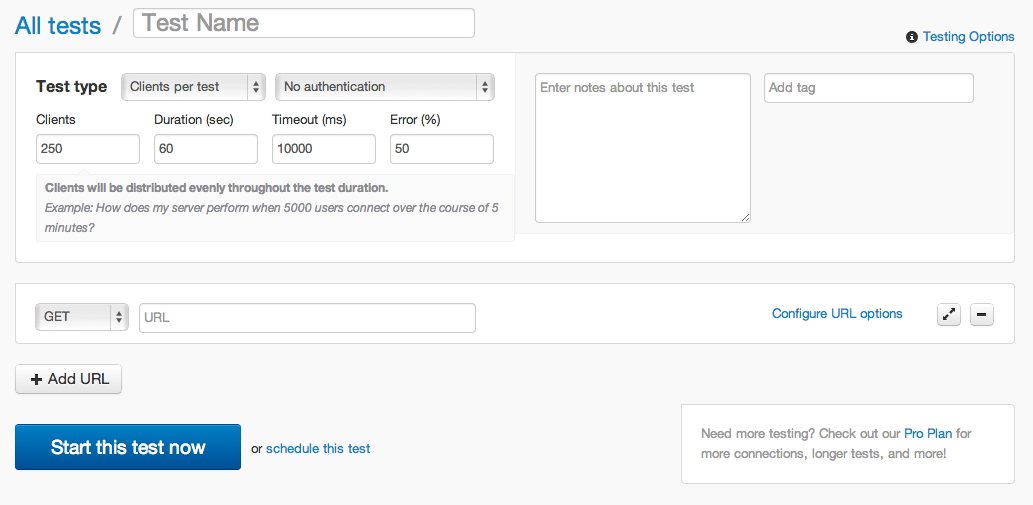 All tests / Test Name
Testing Options
Test type Clients per test No authentication
Enter notes about this test
Add tag
Clients Duration (sec) Timeout (ms) Error (%)
250 60 10000 50
Clients will be distributed evenly throughout the test duration.
Example: How does my server perform when 5000 users connect over the course of 5
minutes?
GET URL Configure URL options
Add URL
Start this test now or schedule this test
Need more testing? Check out our Pro Plan for
more connections, longer tests, and more!